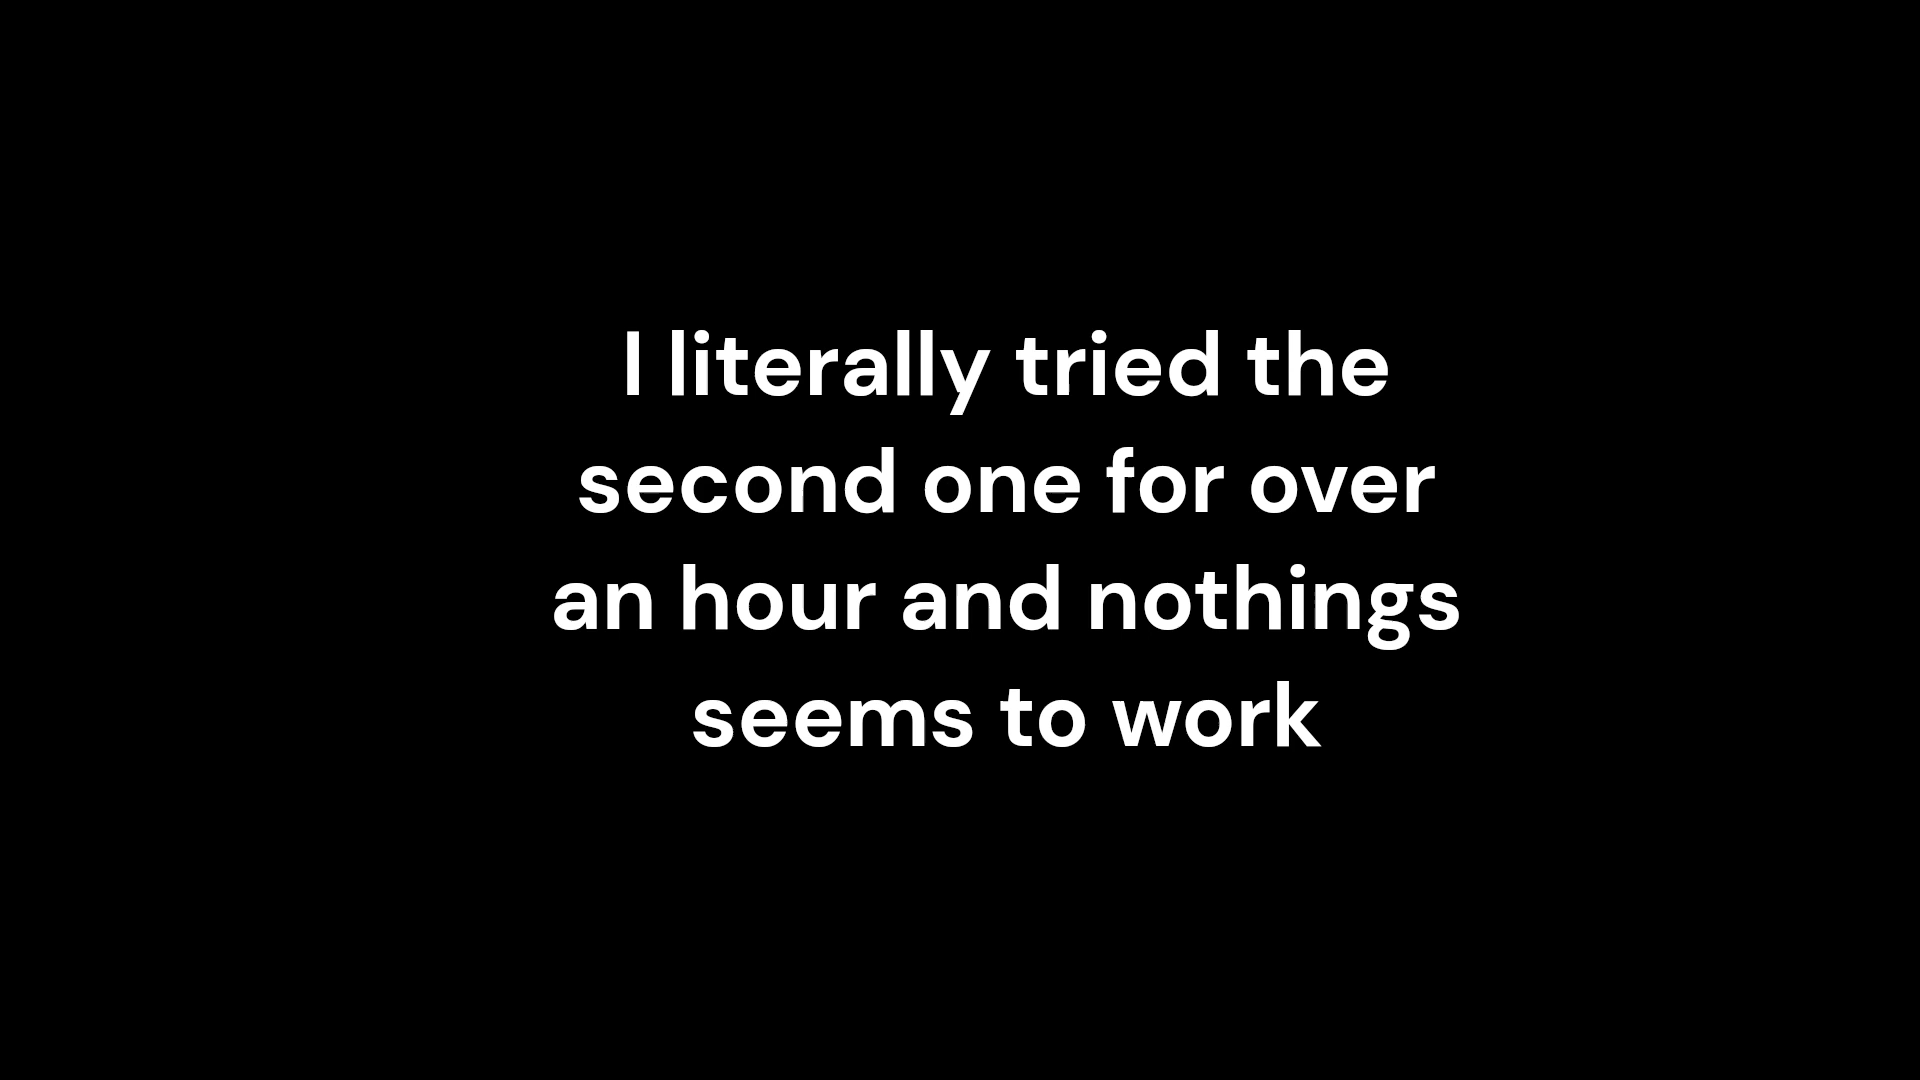 I literally tried the
second one for over
an hour and nothings
seems to work